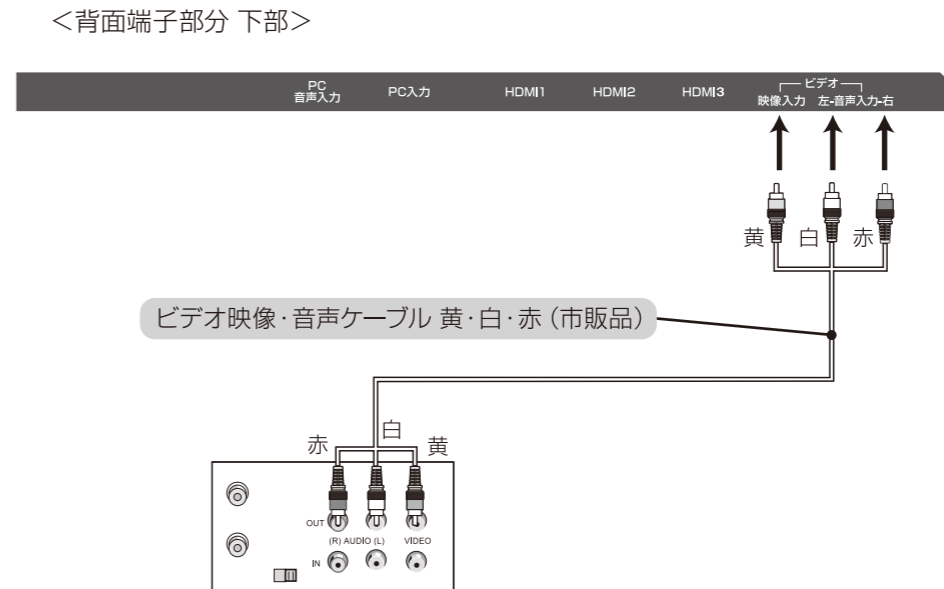 ＜背面端子部分 下部＞
PC
音声入力
PC入力
HDMI1
HDMI2
HDMI3
ビデオ
映像入力 左-音声入力-右
黄
白
赤
ビデオ映像・音声ケーブル 黄・白・赤（市販品）
赤
白
黄
OUT
(R) AUDIO (L)
VIDEO
IN